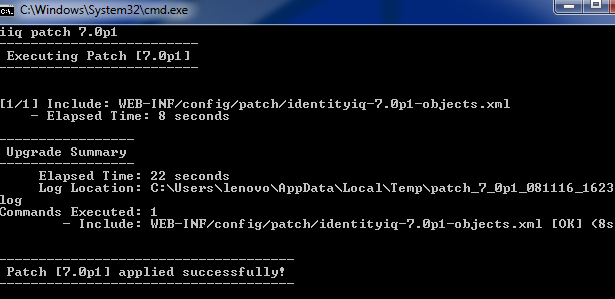 C:\Windows\System32\cmd.exe
iiq patch 7.0p1
-------------------------
 Executing Patch [7.0p1]
-------------------------
[1/1] Include: WEB-INF/config/patch/identityiq-7.0p1-objects.xml
    - Elapsed Time: 8 seconds
-----------------
 Upgrade Summary
-----------------
     Elapsed Time: 22 seconds
     Log Location: C:\Users\lenovo\AppData\Local\Temp\patch_7_0p1_081116_1623
log
Commands Executed: 1
        - Include: WEB-INF/config/patch/identityiq-7.0p1-objects.xml [OK] (8s
-------------------------------------
 Patch [7.0p1] applied successfully!
-------------------------------------